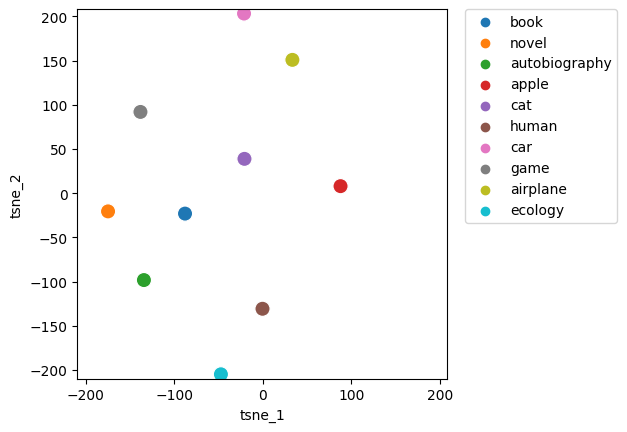 200
150
100
50
0
−50
−100
−150
−200
tsne_2
−200 −100 0 100 200
tsne_1
book
novel
autobiography
apple
cat
human
car
game
airplane
ecology